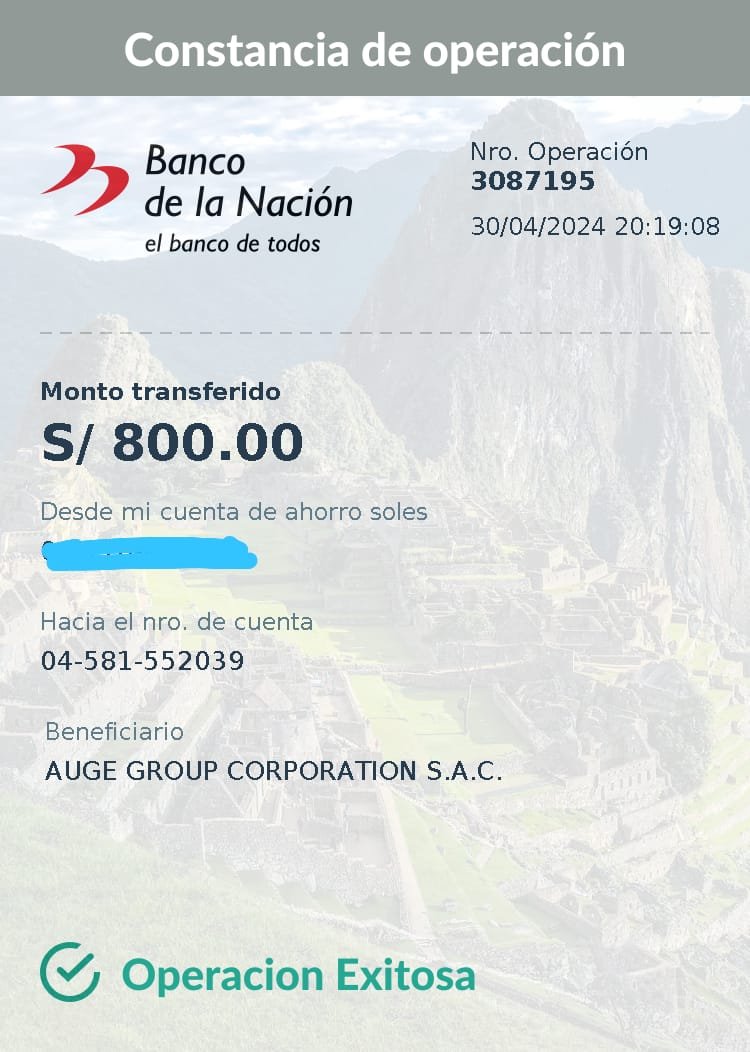 Constancia de operación
Banco
de la Nación
el banco de todos
Nro. Operación
3087195
30/04/2024 20:19:08
Monto transferido
S/ 800.00
Desde mi cuenta de ahorro soles
Hacia el nro. de cuenta
04-581-552039
Beneficiario
AUGE GROUP CORPORATION S.A.C.
Operacion Exitosa